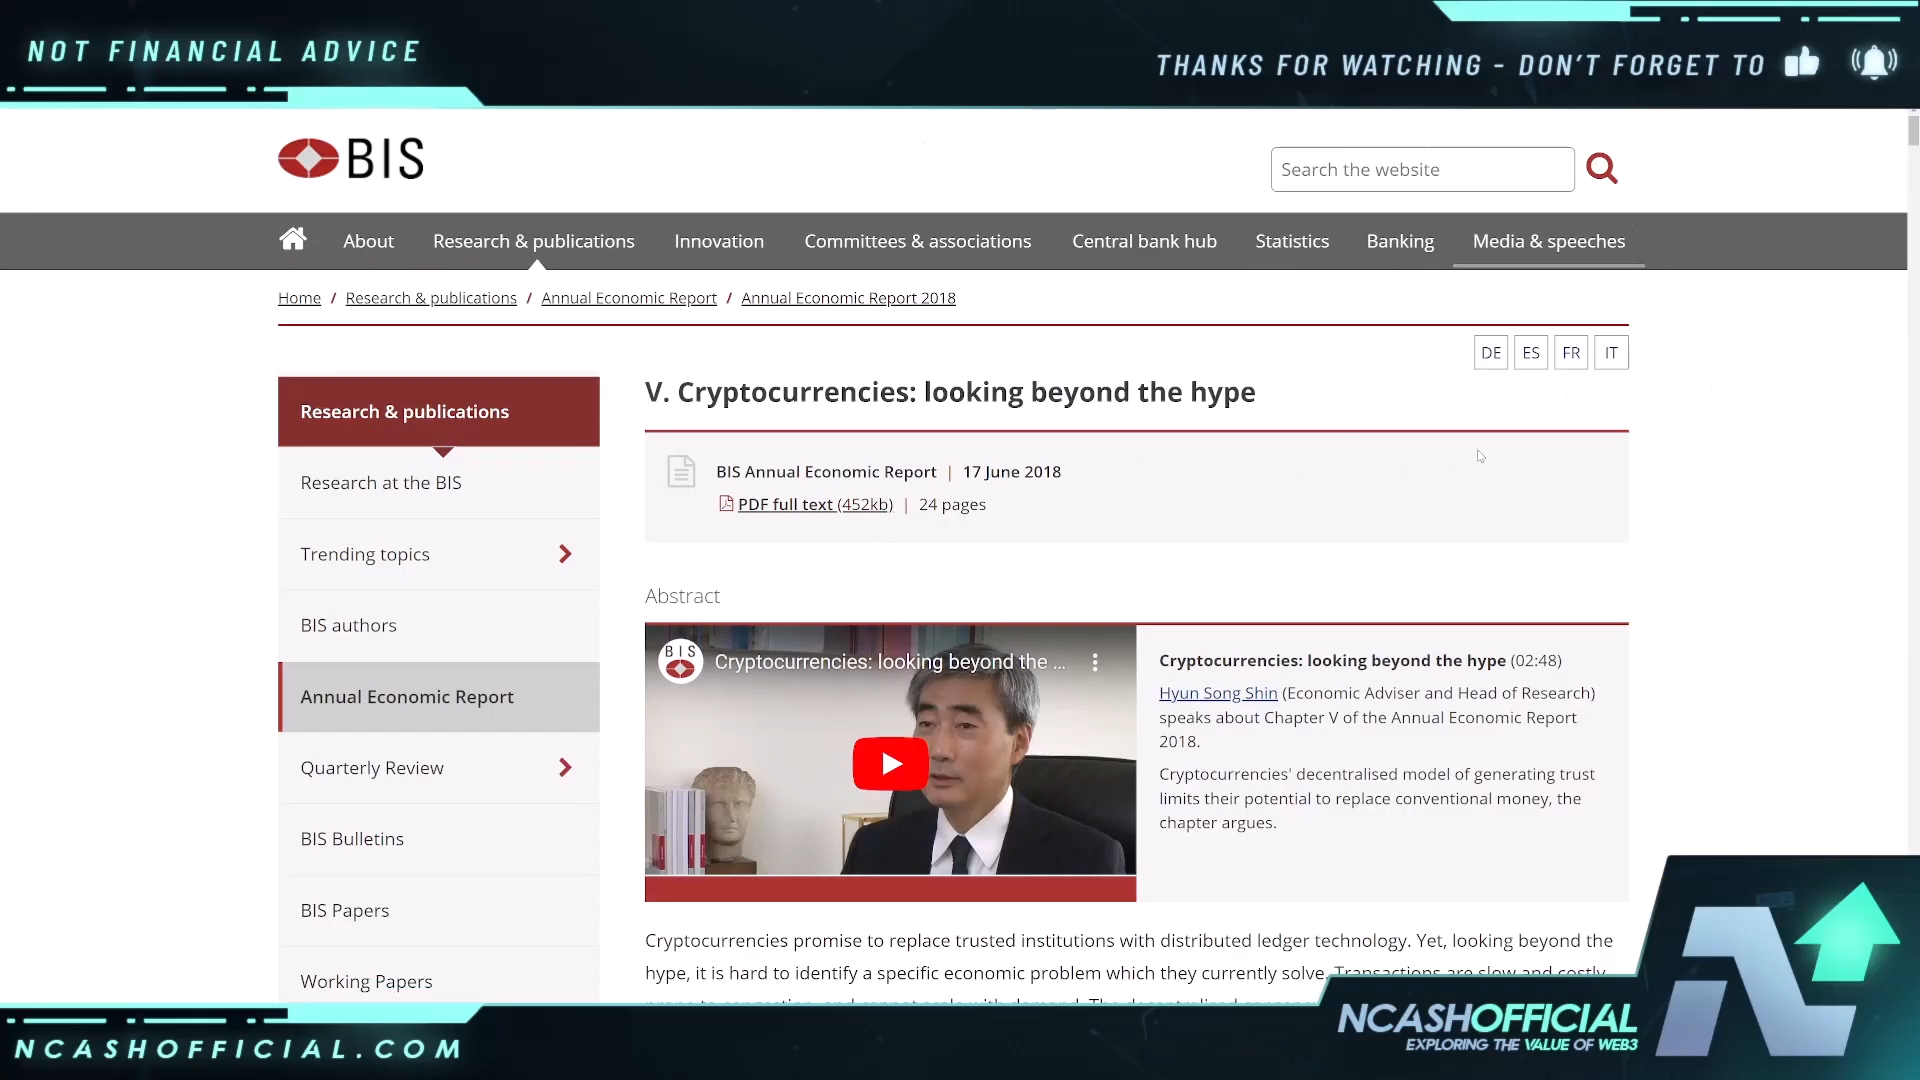 NOT FINANCIAL ADVICE
THANKS FOR WATCHING - DON'T FORGET TO
BIS
Search the website
About Research & publications Innovation Committees & associations Central bank hub Statistics Banking Media & speeches
Home / Research & publications / Annual Economic Report / Annual Economic Report 2018
DE ES FR IT
Research & publications
Research at the BIS
Trending topics
BIS authors
Annual Economic Report
Quarterly Review
BIS Bulletins
BIS Papers
Working Papers
V. Cryptocurrencies: looking beyond the hype
BIS Annual Economic Report | 17 June 2018
PDF full text (452kb) | 24 pages
Abstract
BIS
Cryptocurrencies: looking beyond the ...
Cryptocurrencies: looking beyond the hype (02:48)
Hyun Song Shin (Economic Adviser and Head of Research)
speaks about Chapter V of the Annual Economic Report
2018.
Cryptocurrencies' decentralised model of generating trust
limits their potential to replace conventional money, the
chapter argues.
Cryptocurrencies promise to replace trusted institutions with distributed ledger technology. Yet, looking beyond the
hype, it is hard to identify a specific economic problem which they currently solve. Transactions are slow and costly,
NCASHOFFICIAL.COM
NCASHOFFICIAL
EXPLORING THE VALUE OF WEB3